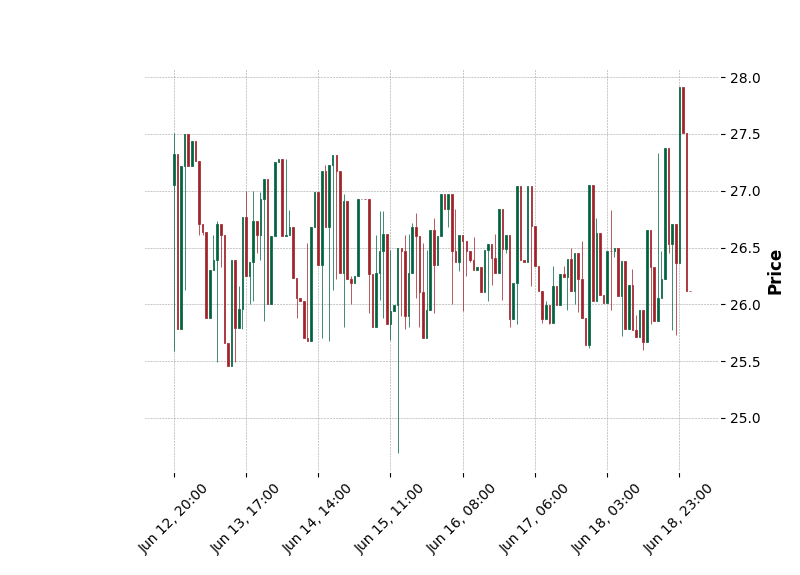 28.0
27.5
27.0
26.5
26.0
25.5
25.0
Price
Jun 12, 20:00
Jun 13, 17:00
Jun 14, 14:00
Jun 15, 11:00
Jun 16, 08:00
Jun 17, 06:00
Jun 18, 03:00
Jun 18, 23:00